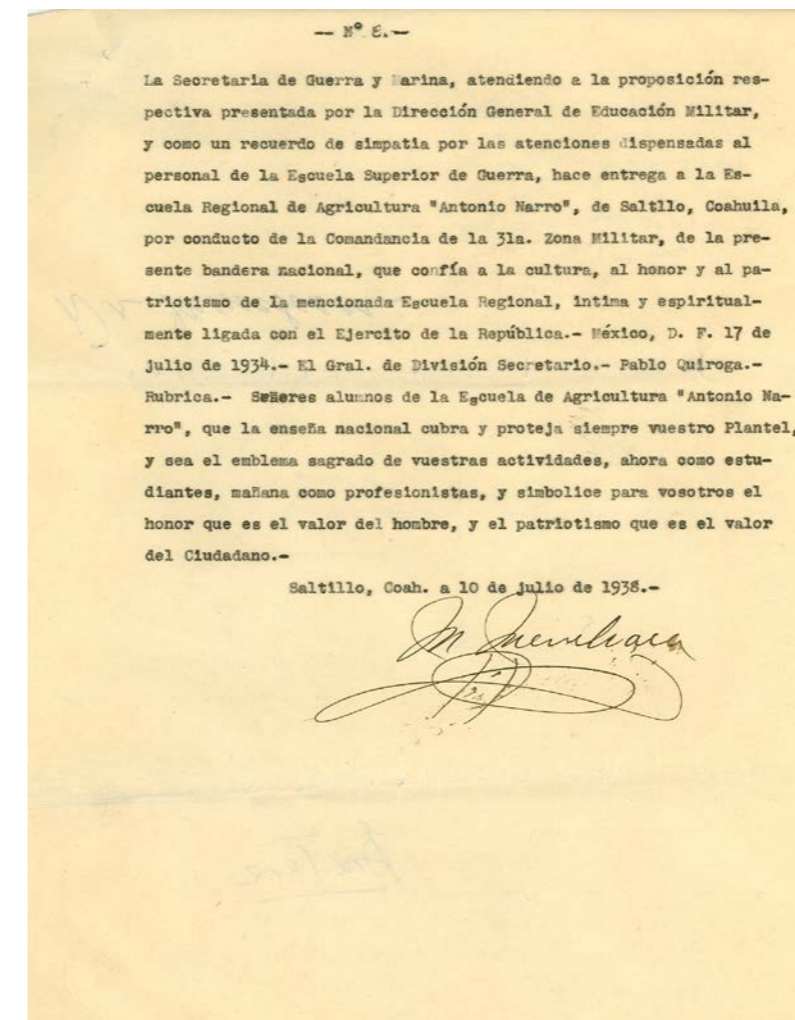 -- Nº 8.--
La Secretaria de Guerra y Marina, atendiendo a la proposición res-
pectiva presentada por la Dirección General de Educación Militar,
y como un recuerdo de simpatia por las atenciones dispensadas al
personal de la Escuela Superior de Guerra, hace entrega a la Es-
cuela Regional de Agricultura "Antonio Narro", de Saltllo, Coahuila,
por conducto de la Comandancia de la 31a. Zona Militar, de la pre-
sente bandera nacional, que confía a la cultura, al honor y al pa-
triotismo de la mencionada Escuela Regional, intima y espiritual-
mente ligada con el Ejercito de la República.- México, D. F. 17 de
julio de 1934.- El Gral. de División Secretario.- Pablo Quiroga.-
Rubrica.- Señeres alumnos de la Escuela de Agricultura "Antonio Na-
rro", que la enseña nacional cubra y proteja siempre vuestro Plantel,
y sea el emblema sagrado de vuestras actividades, ahora como estu-
diantes, mañana como profesionistas, y simbolice para vosotros el
honor que es el valor del hombre, y el patriotismo que es el valor
del Ciudadano.-
Saltillo, Coah. a 10 de julio de 1938.-